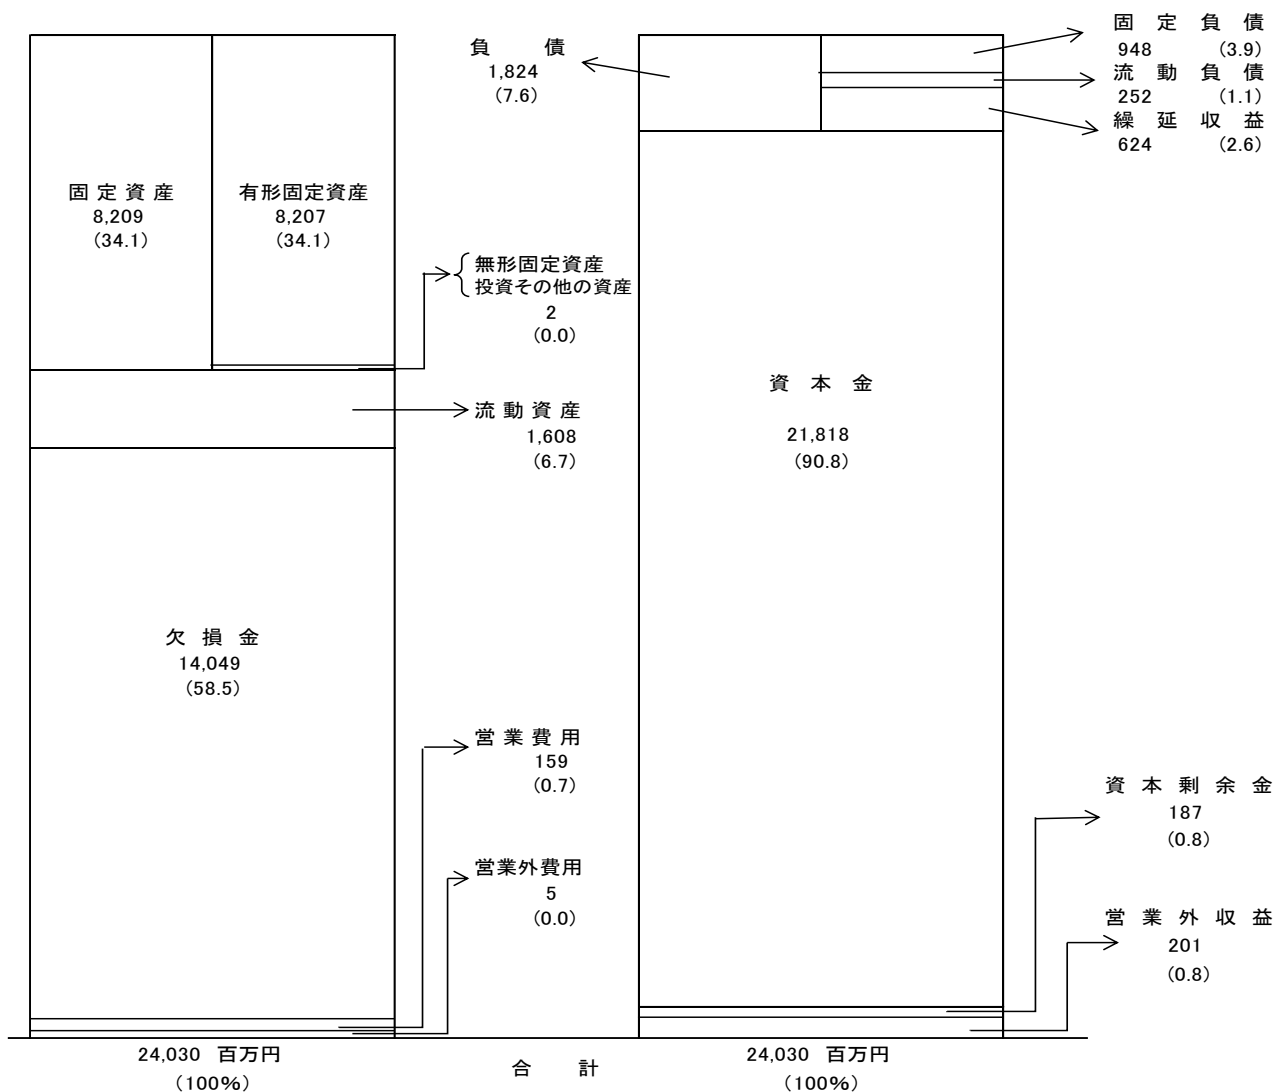 固定資産
8,209
(34.1)
有形固定資産
8,207
(34.1)
無形固定資産
投資その他の資産
2
(0.0)
流動資産
1,608
(6.7)
欠損金
14,049
(58.5)
営業費用
159
(0.7)
営業外費用
5
(0.0)
24,030 百万円
(100%)
合計
負債
1,824
(7.6)
固定負債
948 (3.9)
流動負債
252 (1.1)
繰延収益
624 (2.6)
資本金
21,818
(90.8)
資本剰余金
187
(0.8)
営業外収益
201
(0.8)
24,030 百万円
(100%)